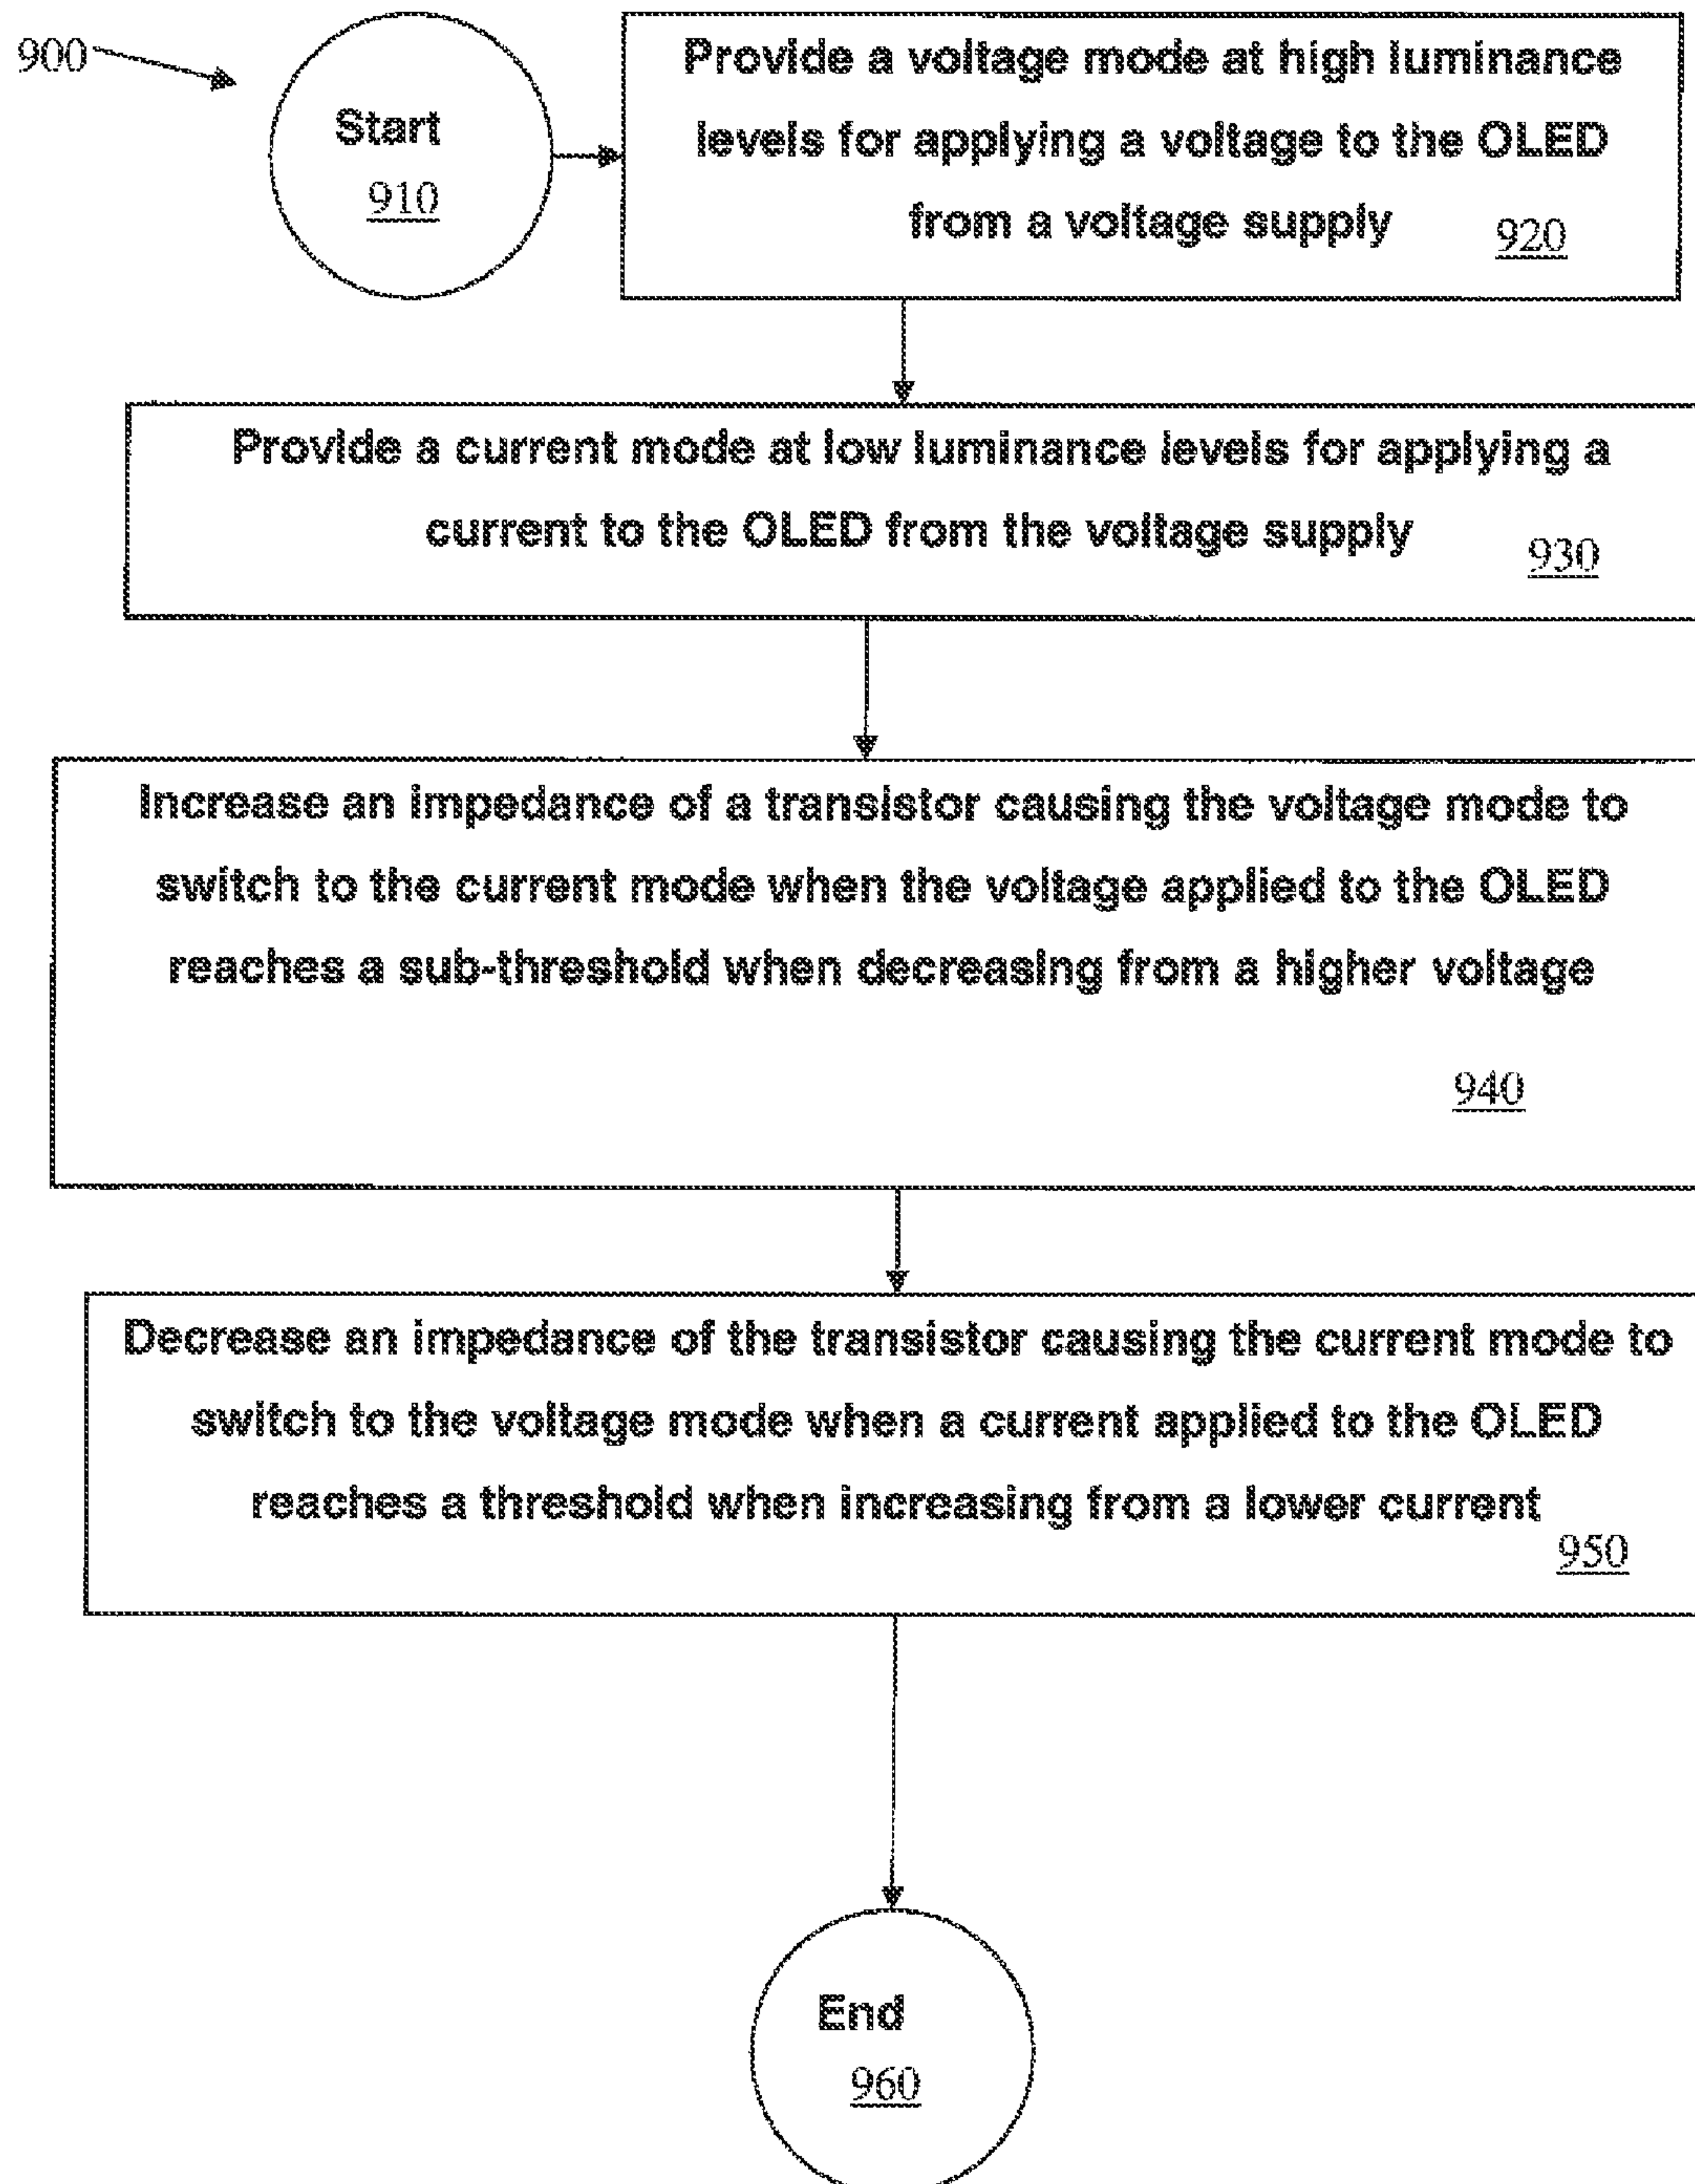 900
Start
910
Provide a voltage mode at high luminance
levels for applying a voltage to the OLED
from a voltage supply
920
Provide a current mode at low luminance levels for applying a
current to the OLED from the voltage supply
930
Increase an impedance of a transistor causing the voltage mode to
switch to the current mode when the voltage applied to the OLED
reaches a sub-threshold when decreasing from a higher voltage
940
Decrease an impedance of the transistor causing the current mode to
switch to the voltage mode when a current applied to the OLED
reaches a threshold when increasing from a lower current
950
End
960